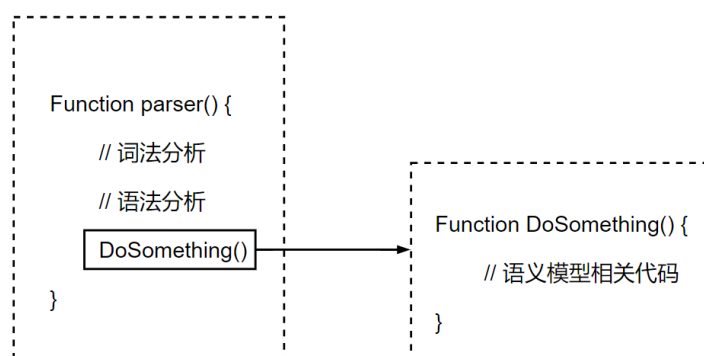 Function parser() {
// 词法分析
// 语法分析
DoSomething()
}
Function DoSomething() {
// 语义模型相关代码
}